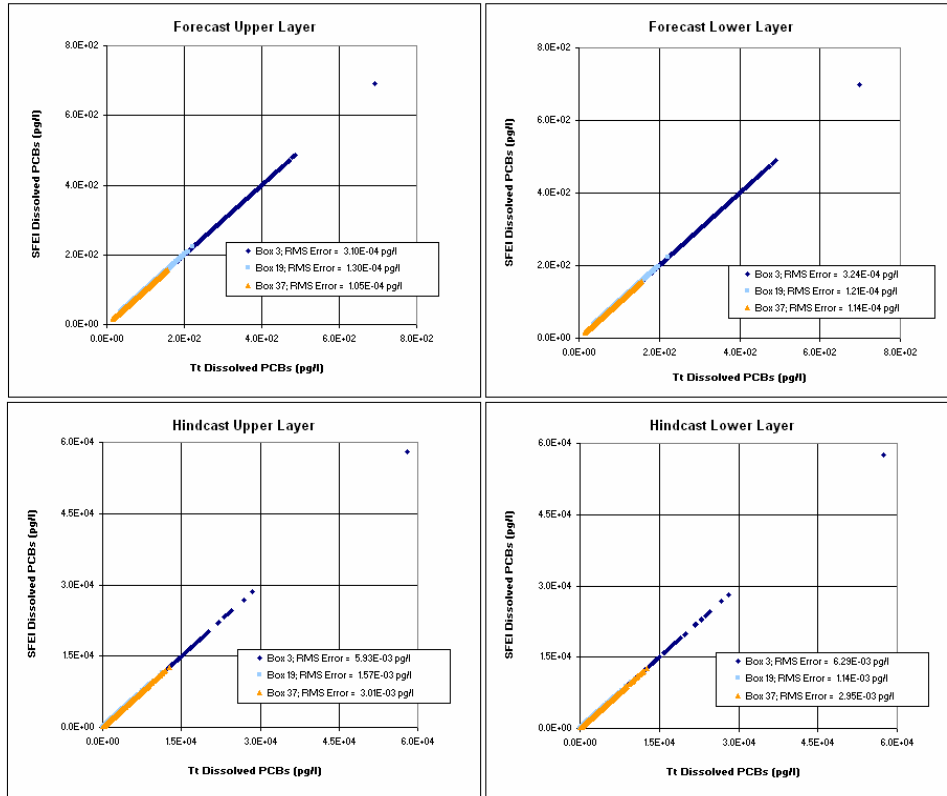 Forecast Upper Layer
8.0E+02
6.0E+02
4.0E+02
2.0E+02
0.0E+00
SFEI Dissolved PCBs (pg/l)
Box 3; RMS Error = 3.10E-04 pg/l
Box 19; RMS Error = 1.30E-04 pg/l
Box 37; RMS Error = 1.05E-04 pg/l
0.0E+00 2.0E+02 4.0E+02 6.0E+02 8.0E+02
Tt Dissolved PCBs (pg/l)
Forecast Lower Layer
8.0E+02
6.0E+02
4.0E+02
2.0E+02
0.0E+00
SFEI Dissolved PCBs (pg/l)
Box 3; RMS Error = 3.24E-04 pg/l
Box 19; RMS Error = 1.21E-04 pg/l
Box 37; RMS Error = 1.14E-04 pg/l
0.0E+00 2.0E+02 4.0E+02 6.0E+02 8.0E+02
Tt Dissolved PCBs (pg/l)
Hindcast Upper Layer
6.0E+04
4.5E+04
3.0E+04
1.5E+04
0.0E+00
SFEI Dissolved PCBs (pg/l)
Box 3; RMS Error = 5.93E-03 pg/l
Box 19; RMS Error = 1.57E-03 pg/l
Box 37; RMS Error = 3.01E-03 pg/l
0.0E+00 1.5E+04 3.0E+04 4.5E+04 6.0E+04
Tt Dissolved PCBs (pg/l)
Hindcast Lower Layer
6.0E+04
4.5E+04
3.0E+04
1.5E+04
0.0E+00
SFEI Dissolved PCBs (pg/l)
Box 3; RMS Error = 6.29E-03 pg/l
Box 19; RMS Error = 1.14E-03 pg/l
Box 37; RMS Error = 2.95E-03 pg/l
0.0E+00 1.5E+04 3.0E+04 4.5E+04 6.0E+04
Tt Dissolved PCBs (pg/l)